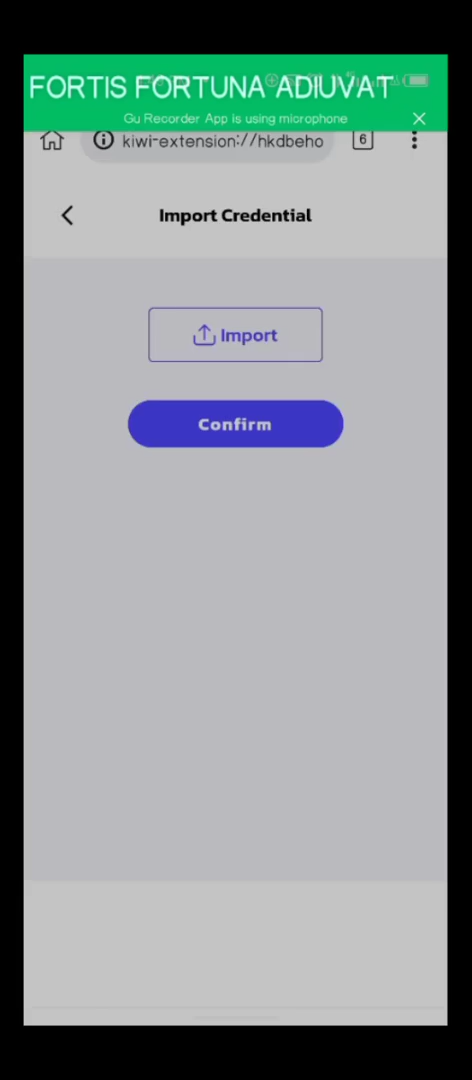 FORTIS FORTUNA ADIUVAT
Gu Recorder App is using microphone
kiwi-extension://hkdbeho
6
Import Credential
Import
Confirm